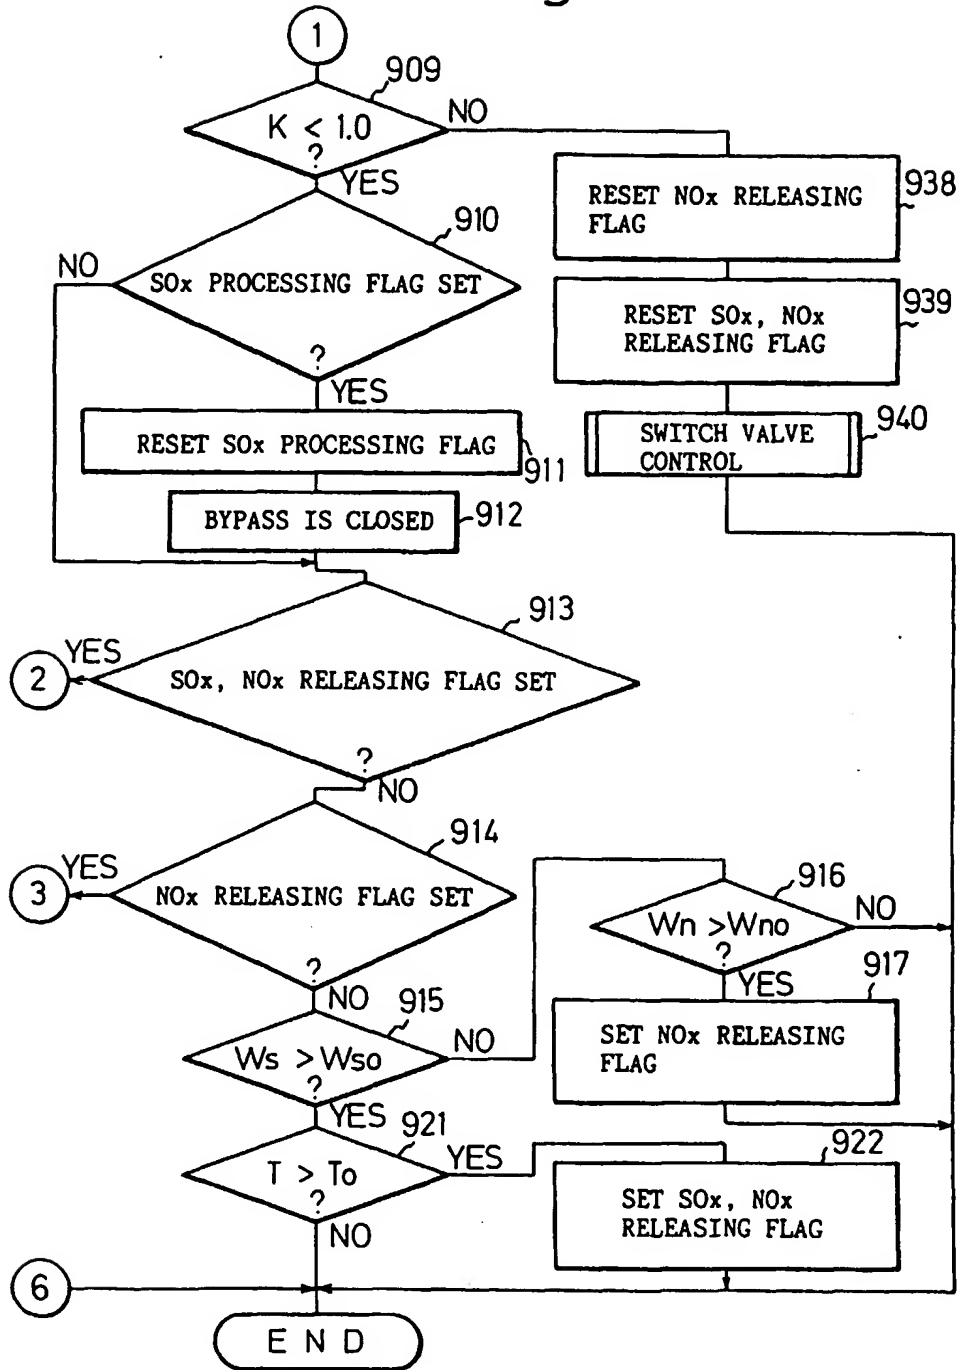 g
1
909
K < 1.0
?
NO
YES
938
RESET NOx RELEASING
FLAG
910
NO
SOx PROCESSING FLAG SET
?
YES
939
RESET SOx, NOx
RELEASING FLAG
RESET SOx PROCESSING FLAG
911
940
SWITCH VALVE
CONTROL
BYPASS IS CLOSED
912
913
YES
2
SOx, NOx RELEASING FLAG SET
?
NO
914
YES
3
NOx RELEASING FLAG SET
?
NO
916
Wn >Wno
?
NO
YES
917
SET NOx RELEASING
FLAG
915
Ws > Wso
?
NO
YES
921
T > To
?
YES
NO
922
SET SOx, NOx
RELEASING FLAG
6
END